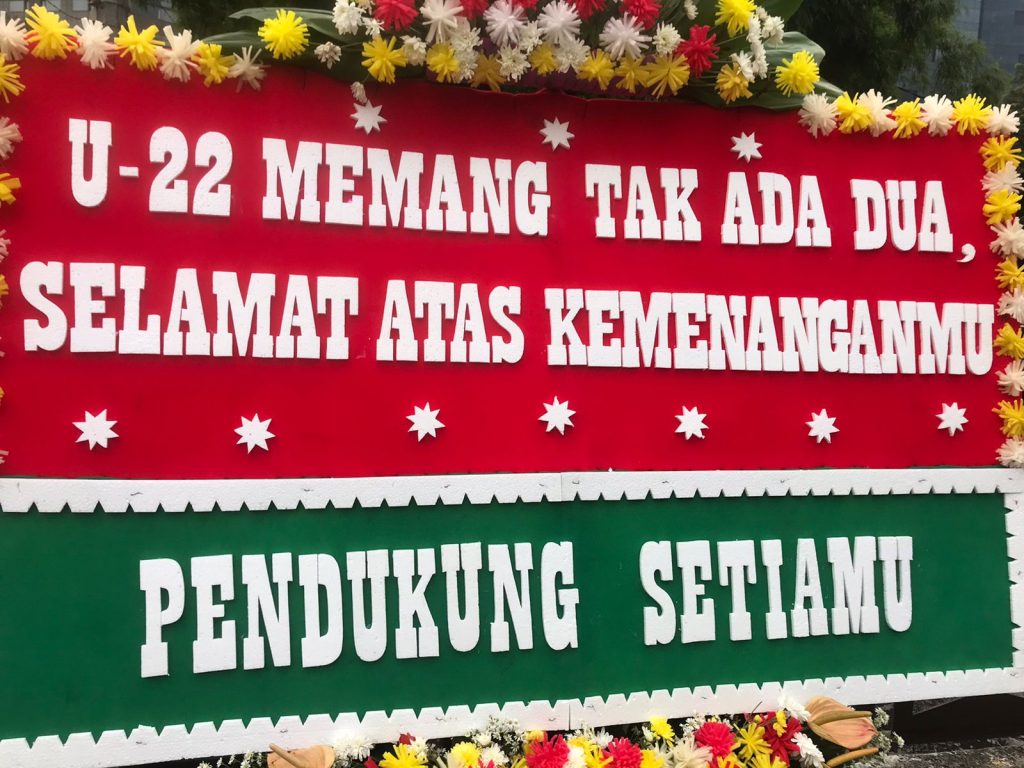 U-22 MEMANG TAK ADA DUA,
SELAMAT ATAS KEMENANGANMU
PENDUKUNG SETIAMU